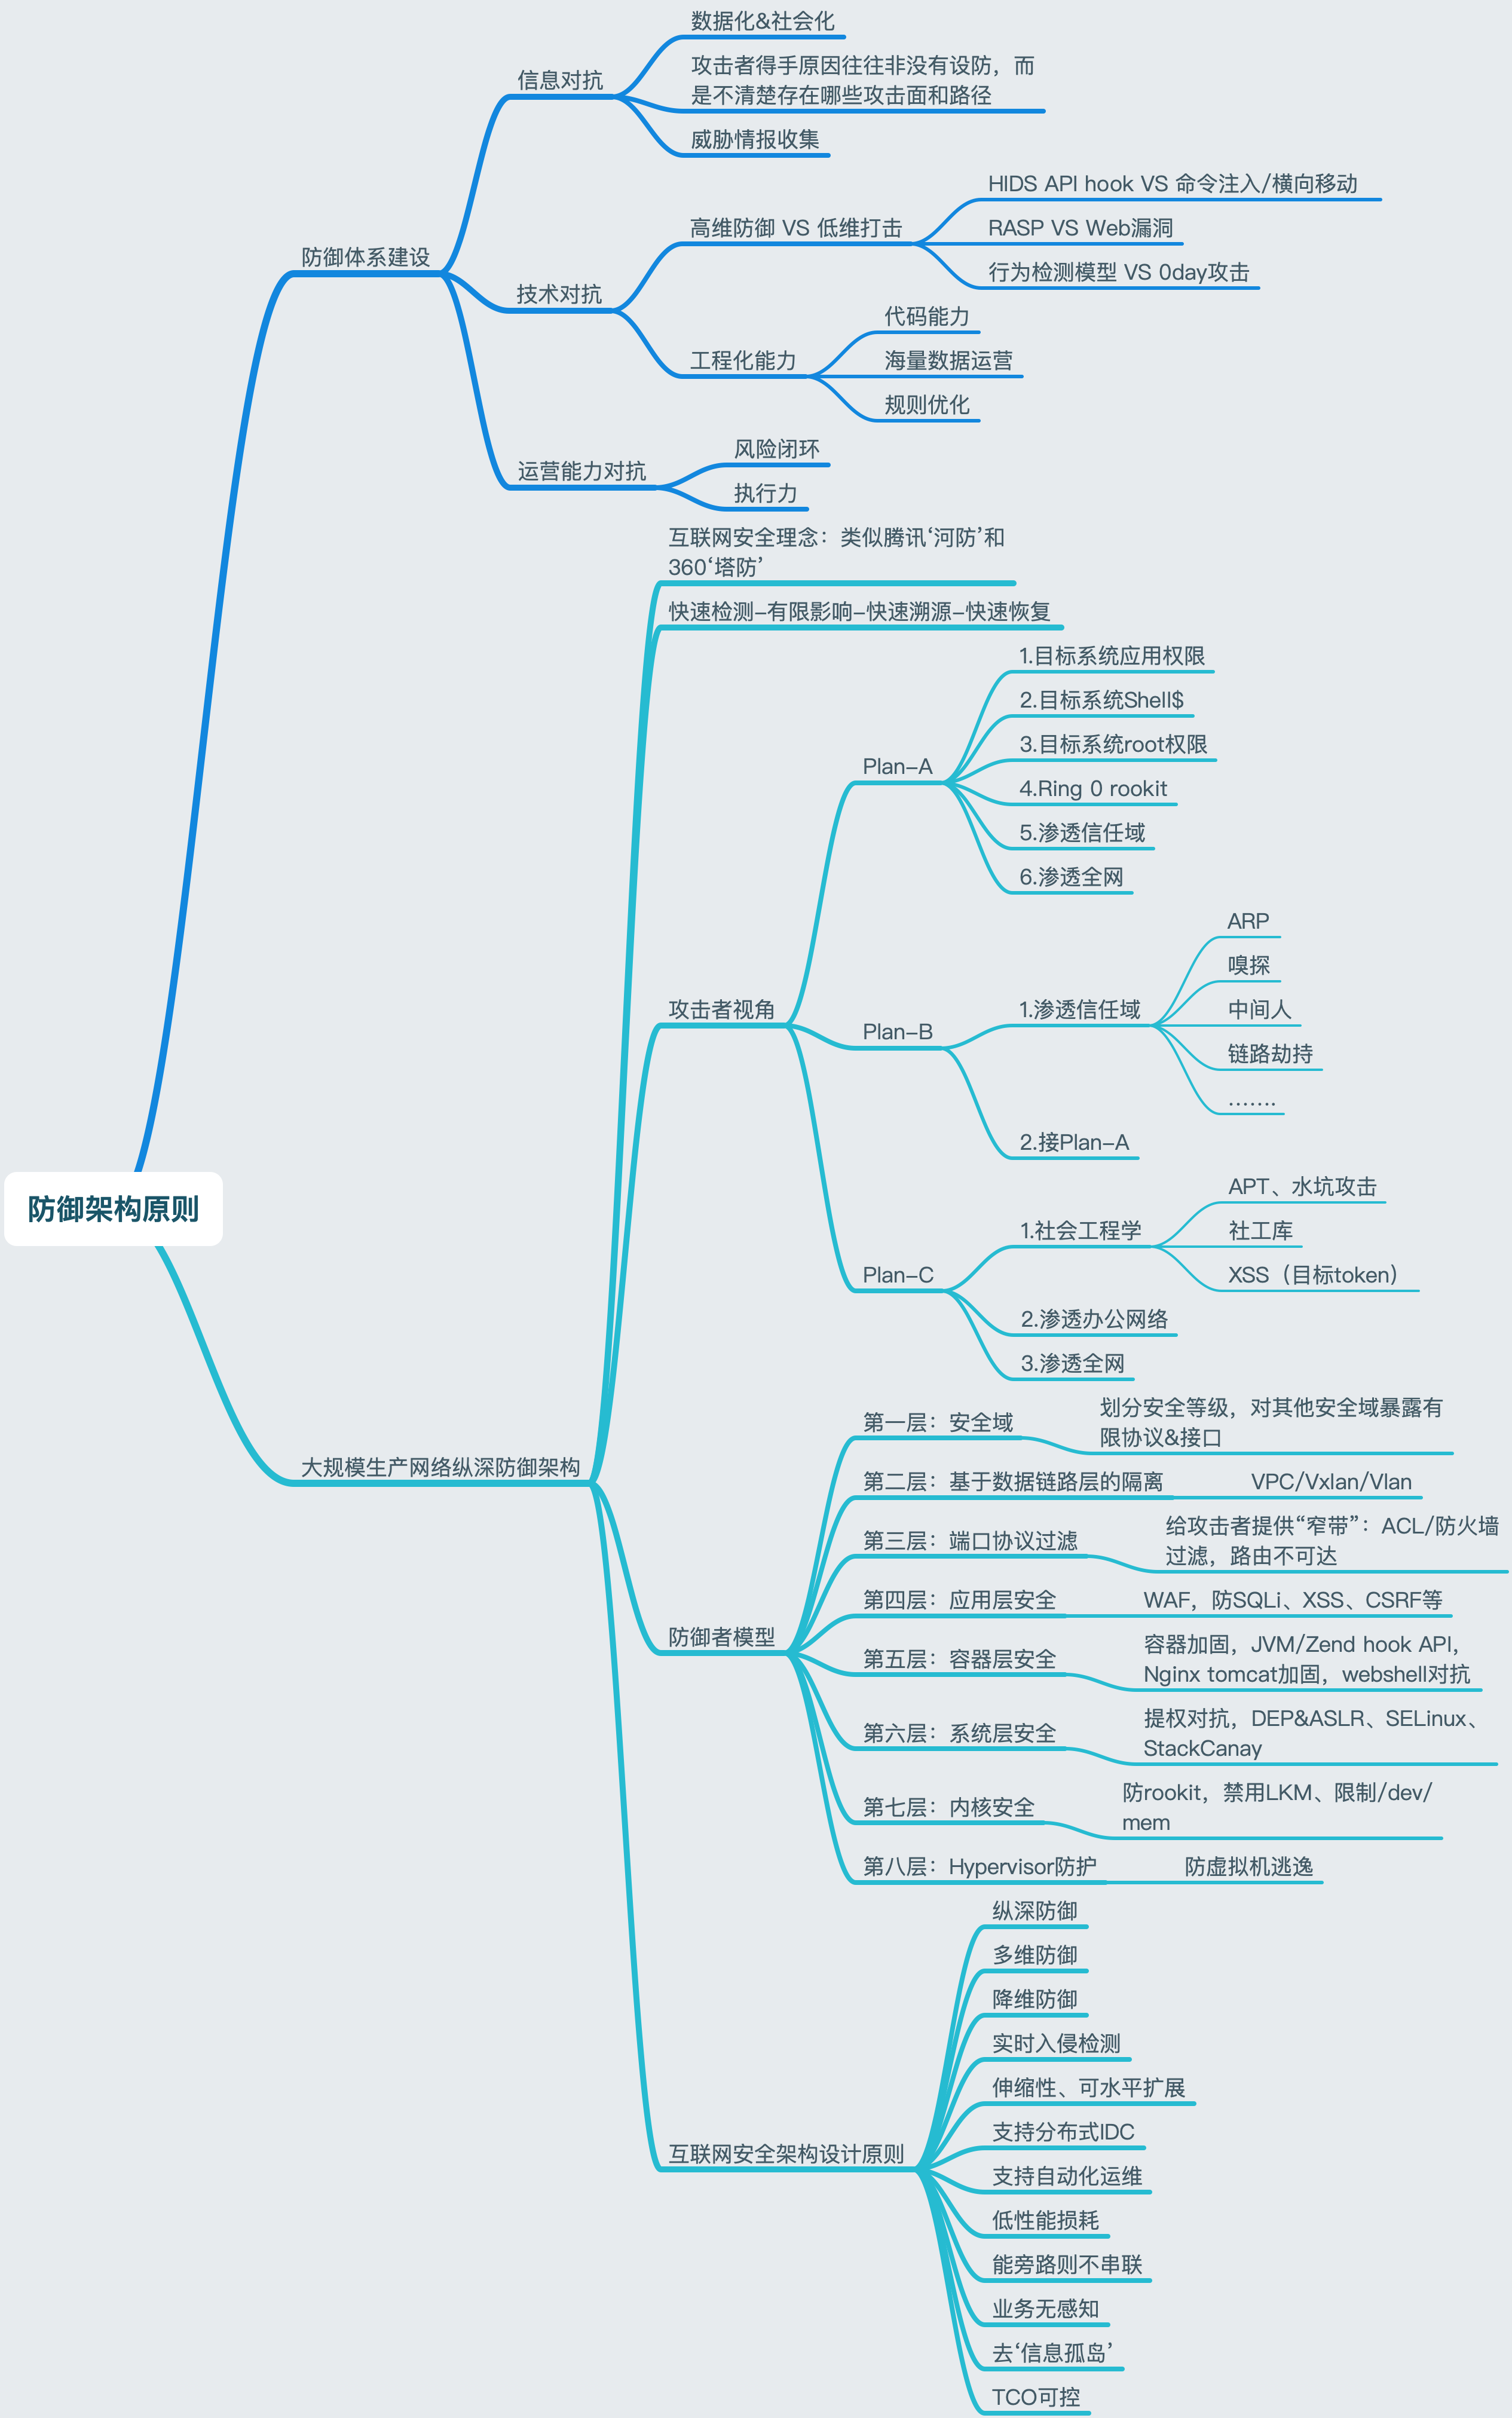 数据化&社会化
攻击者得手原因往往非没有设防，而
是不清楚存在哪些攻击面和路径
信息对抗
威胁情报收集
HIDS API hook VS 命令注入/横向移动
高维防御 VS 低维打击
RASP VS Web漏洞
行为检测模型 VS 0day攻击
防御体系建设
技术对抗
代码能力
工程化能力
海量数据运营
规则优化
风险闭环
运营能力对抗
执行力
互联网安全理念：类似腾讯‘河防’和
360‘塔防’
快速检测-有限影响-快速溯源-快速恢复
1.目标系统应用权限
2.目标系统Shell$
3.目标系统root权限
Plan-A
4.Ring 0 rookit
5.渗透信任域
6.渗透全网
ARP
嗅探
攻击者视角
Plan-B
1.渗透信任域
中间人
链路劫持
…….
2.接Plan-A
APT、水坑攻击
防御架构原则
1.社会工程学
社工库
Plan-C
XSS（目标token）
2.渗透办公网络
3.渗透全网
第一层：安全域
划分安全等级，对其他安全域暴露有
限协议&接口
大规模生产网络纵深防御架构
第二层：基于数据链路层的隔离
VPC/Vxlan/Vlan
第三层：端口协议过滤
给攻击者提供“窄带”：ACL/防火墙
过滤，路由不可达
第四层：应用层安全
WAF，防SQLi、XSS、CSRF等
防御者模型
第五层：容器层安全
容器加固，JVM/Zend hook API，
Nginx tomcat加固，webshell对抗
第六层：系统层安全
提权对抗，DEP&ASLR、SELinux、
StackCanay
第七层：内核安全
防rookit，禁用LKM、限制/dev/
mem
第八层：Hypervisor防护
防虚拟机逃逸
纵深防御
多维防御
降维防御
实时入侵检测
伸缩性、可水平扩展
支持分布式IDC
互联网安全架构设计原则
支持自动化运维
低性能损耗
能旁路则不串联
业务无感知
去‘信息孤岛’
TCO可控